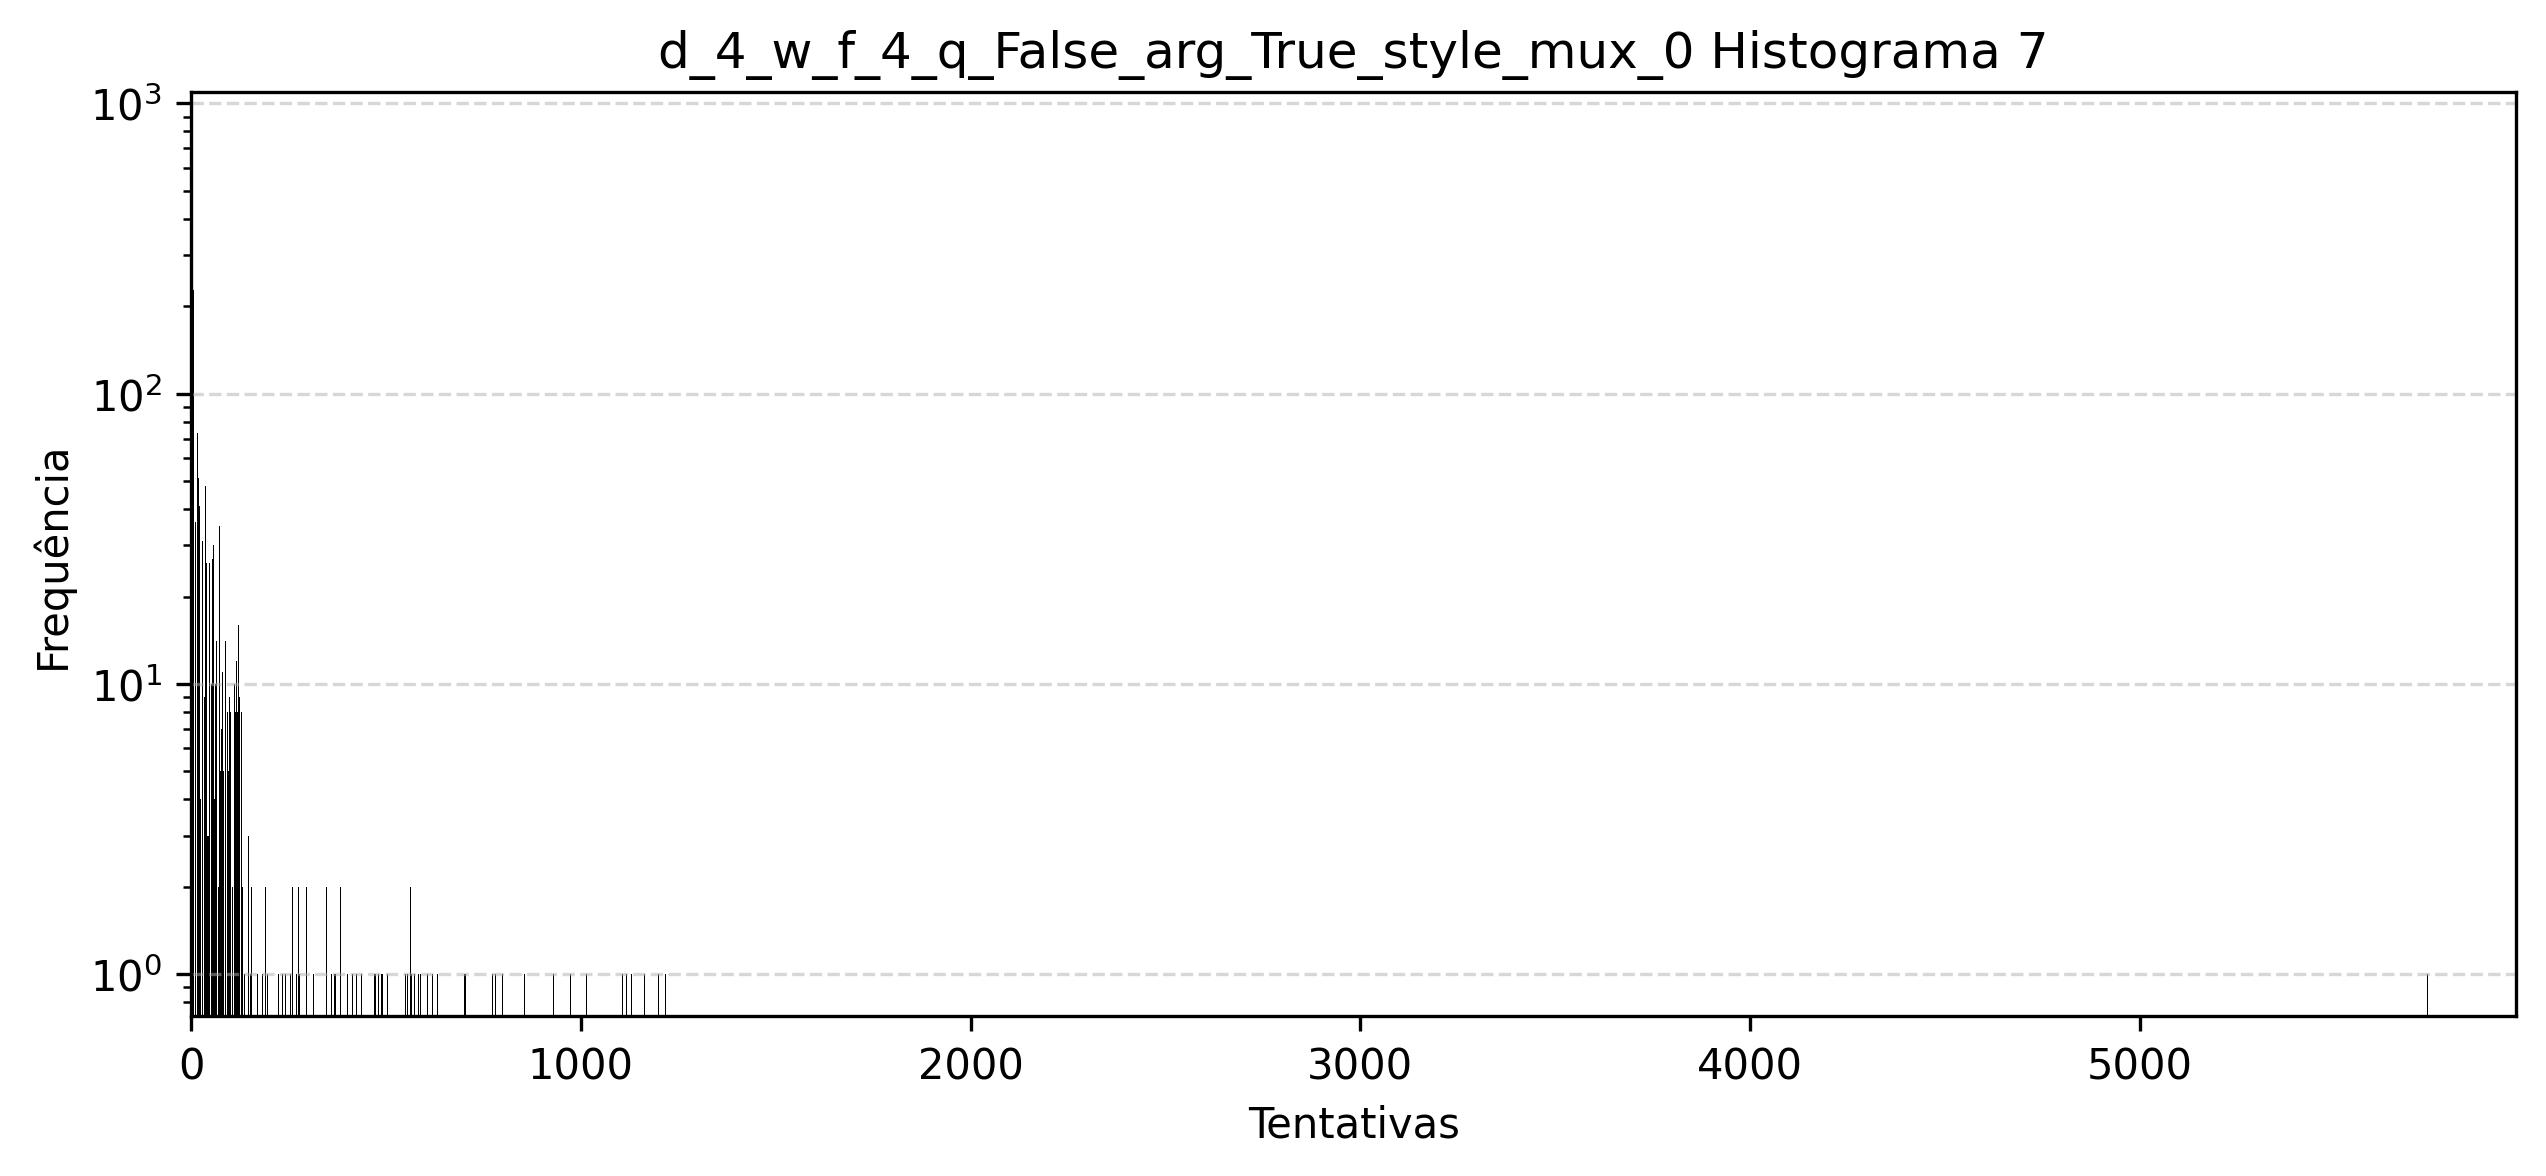 d_4_w_f_4_q_False_arg_True_style_mux_0 Histograma 7
10³
10²
10¹
10⁰
Frequência
0 1000 2000 3000 4000 5000
Tentativas